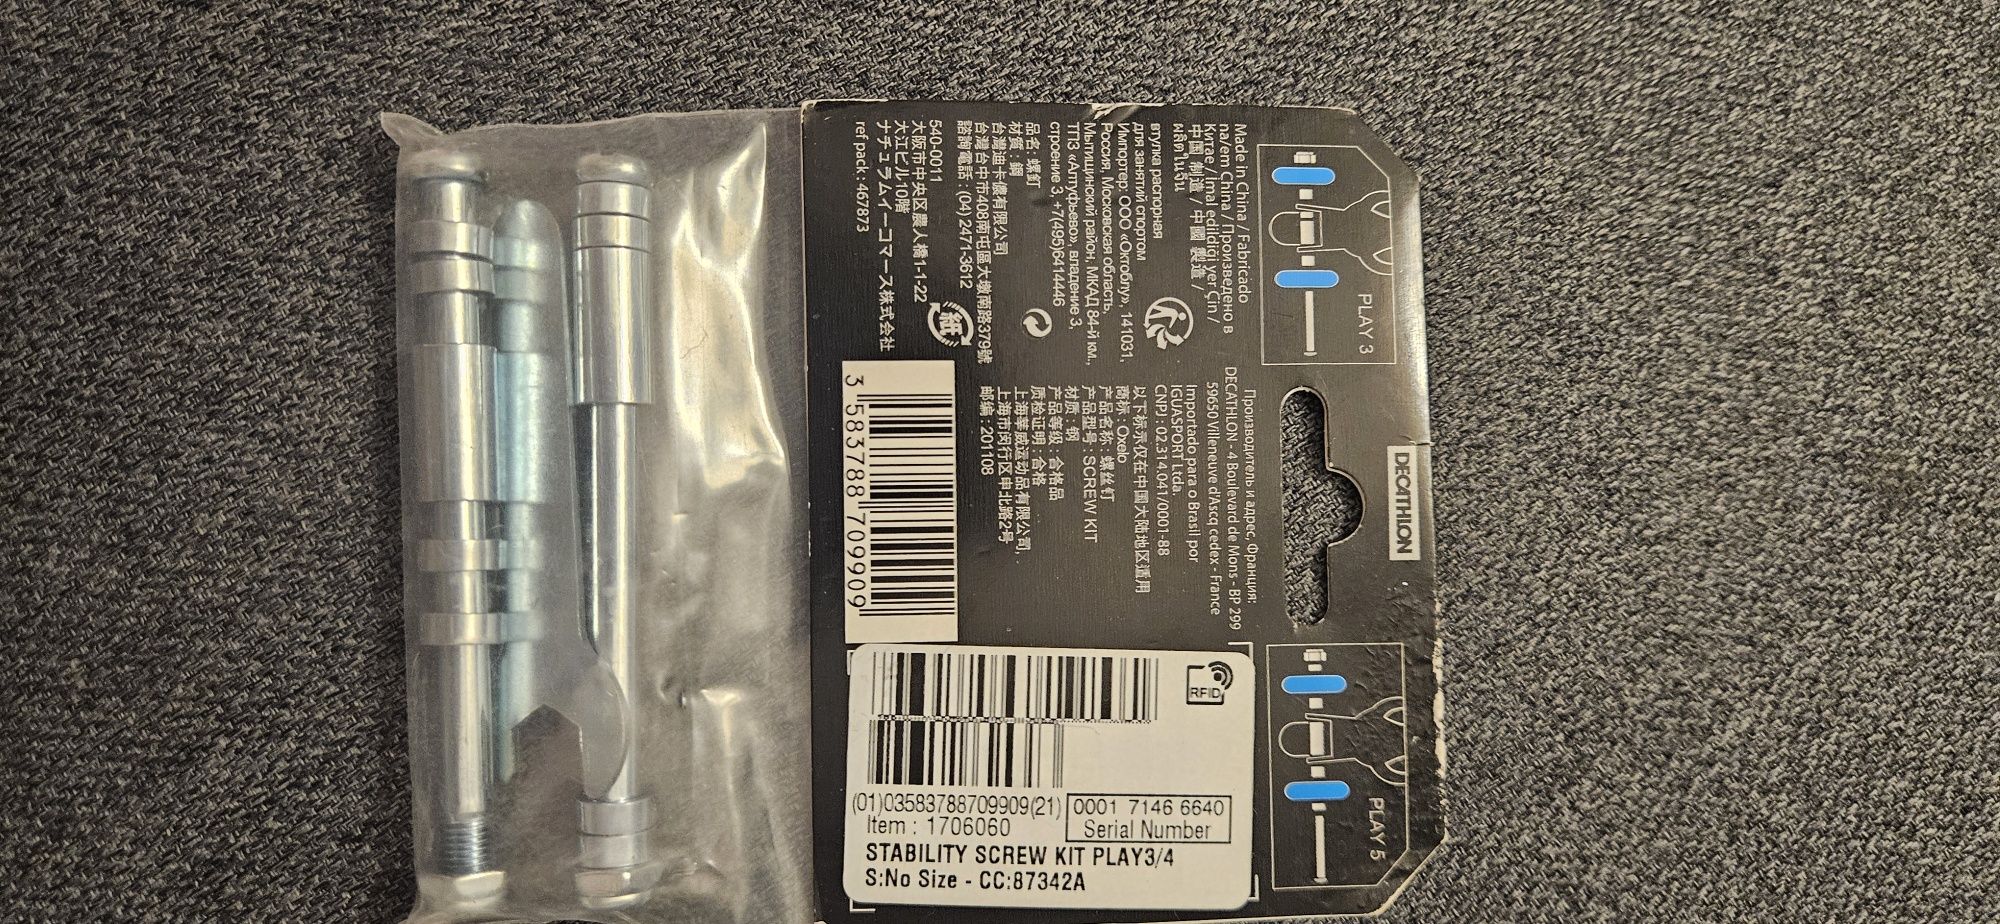 DECATHLON
PLAY 3
PLAY 5
Made in China / Fabricado
na/em China / Произведено в
Китае / İmal edildiği yer Çin /
中国 制造 / 中國 製造 /
ผลิตในจีน
втулка распорная
для занятий спортом
Импортер: ООО «Октоблу», 141031,
Россия, Московская область,
Мытищинский район, МКАД 84-й км.,
ТПЗ «Алтуфьево», владение 3,
строение 3, +7(495)6414446
品名 : 螺釘
材質 : 鋼
台灣迪卡儂有限公司
台灣台中市408南屯區大墩南路379號
諮詢電話 : (04) 2471-3612
540-0011
大阪市中央区農人橋1-1-22
大江ビル10階
ナチュラムイーコマース株式会社
ref pack : 467873
紙
Производитель и адрес, Франция:
DECATHLON - 4 Boulevard de Mons - BP 299
59650 Villeneuve d'Ascq cedex - France
Importado para o Brasil por
IGUASPORT Ltda.
CNPJ : 02.314.041/0001-88
以下标示仅在中国大陆地区适用
商标 : Oxelo
产品名称 : 螺丝钉
产品型号 : SCREW KIT
材质 : 钢
产品等级 : 合格品
质检证明 : 合格
上海莘威运动品有限公司,
上海市闵行区申北路2号
邮编 : 201108
3 583788 709909
RFID
(01)03583788709909(21)
0001 7146 6640
Serial Number
Item : 1706060
STABILITY SCREW KIT PLAY3/4
S:No Size - CC:87342A